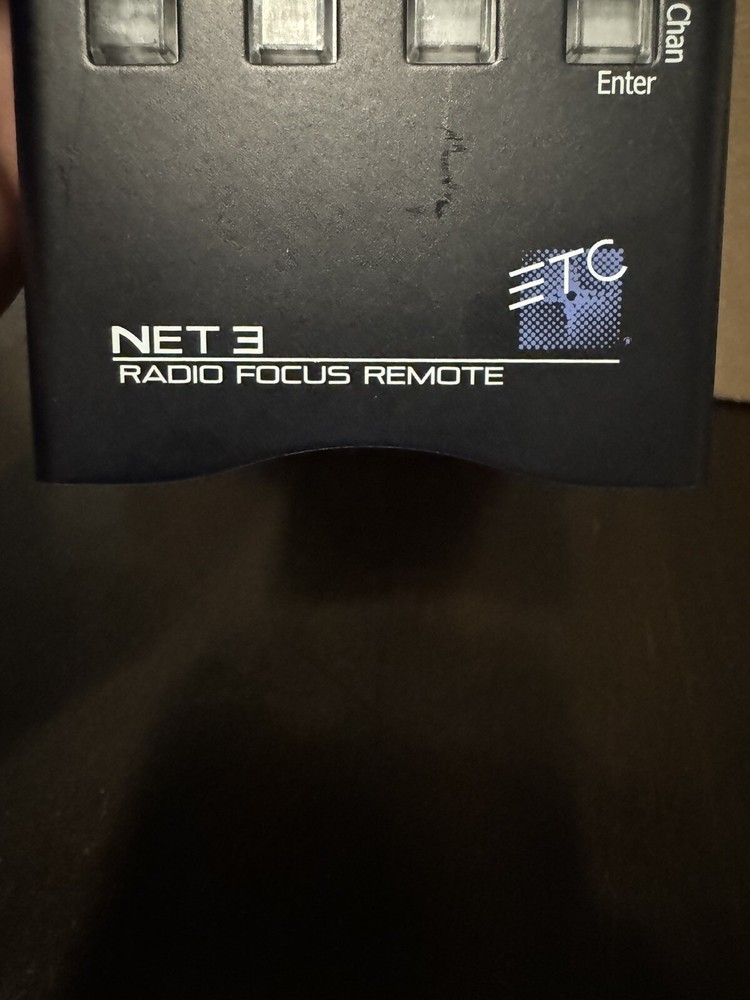 Chan
Enter
ETC
NET 3
RADIO FOCUS REMOTE